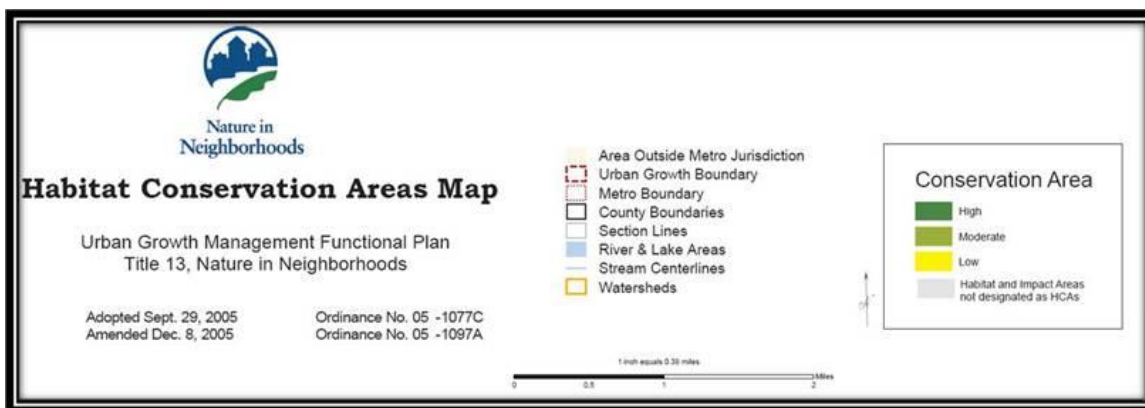 Nature in
Neighborhoods
Habitat Conservation Areas Map
Urban Growth Management Functional Plan
Title 13, Nature in Neighborhoods
Adopted Sept. 29, 2005 Ordinance No. 05 -1077C
Amended Dec. 8, 2005 Ordinance No. 05 -1097A
Area Outside Metro Jurisdiction
Urban Growth Boundary
Metro Boundary
County Boundaries
Section Lines
River & Lake Areas
Stream Centerlines
Watersheds
Conservation Area
High
Moderate
Low
Habitat and Impact Areas
not designated as HCAs
1 inch equals 0.38 miles
Miles
0 0.5 1 2